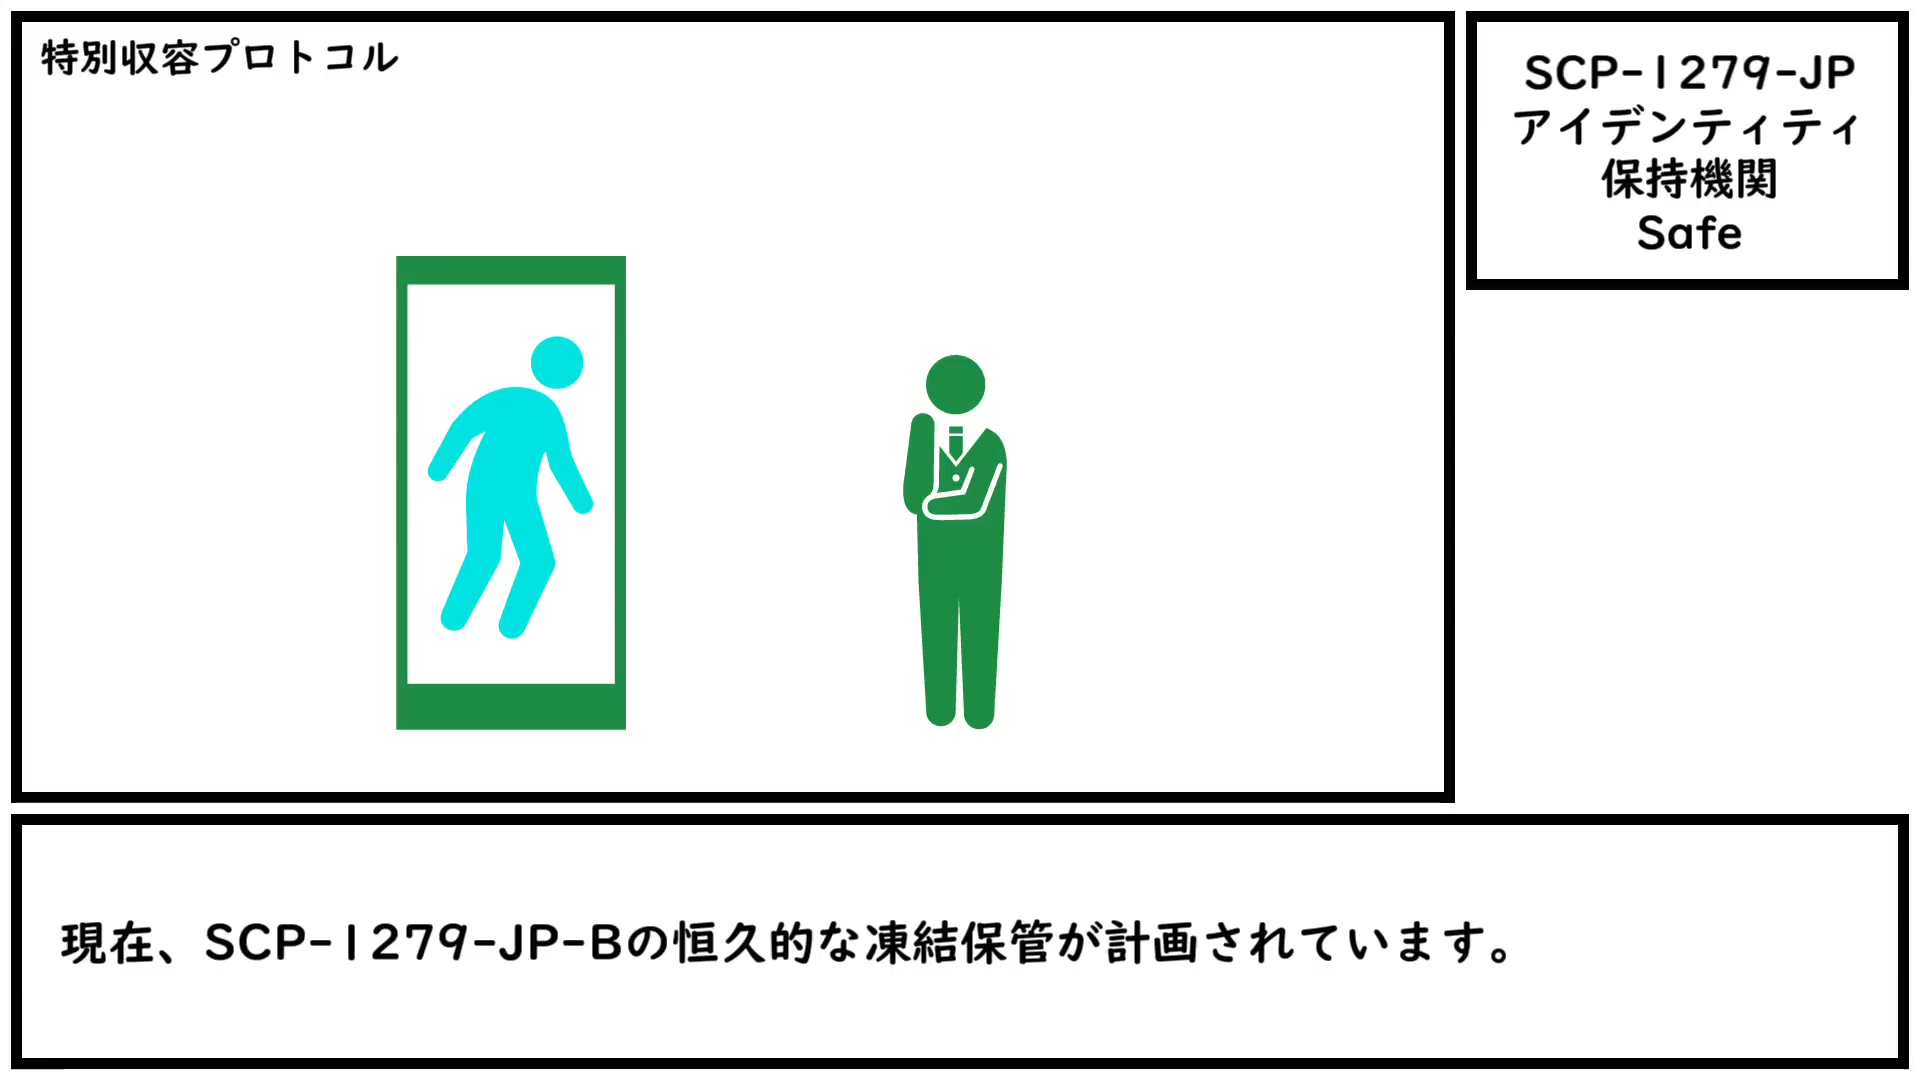 特別収容プロトコル
SCP-1279-JP
アイデンティティ
保持機関
Safe
現在、SCP-1279-JP-Bの恒久的な凍結保管が計画されています。